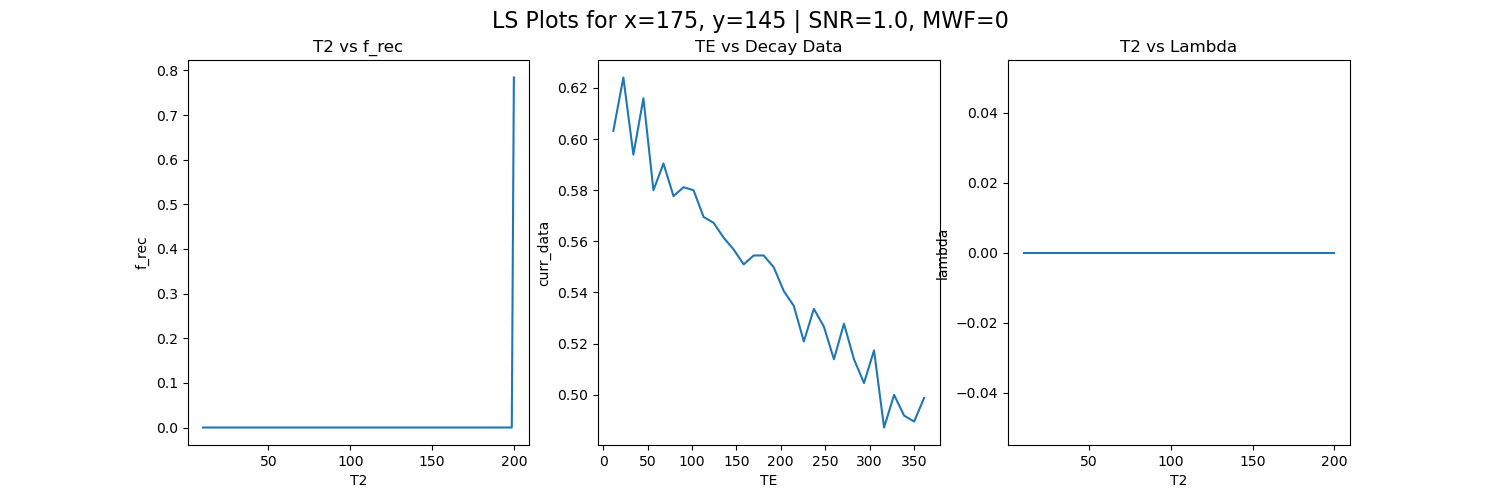 LS Plots for x=175, y=145 | SNR=1.0, MWF=0
T2 vs f_rec
f_rec
0.8
0.7
0.6
0.5
0.4
0.3
0.2
0.1
0.0
50 100 150 200
T2
TE vs Decay Data
curr_data
0.62
0.60
0.58
0.56
0.54
0.52
0.50
0 50 100 150 200 250 300 350
TE
T2 vs Lambda
lambda
0.04
0.02
0.00
−0.02
−0.04
50 100 150 200
T2